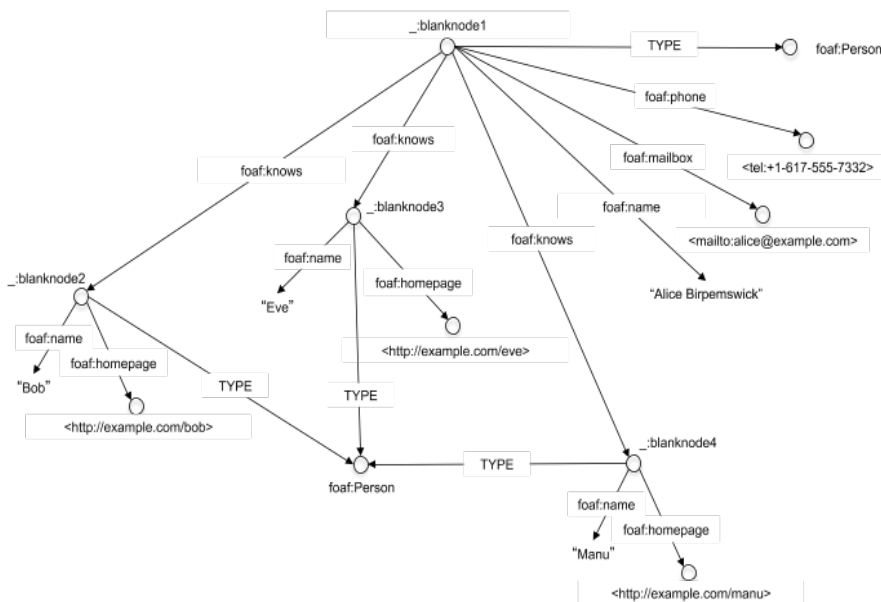 _:blanknode1
TYPE
foaf:Person
foaf:phone
foaf:knows
<tel:+1-617-555-7332>
foaf:mailbox
foaf:knows
foaf:name
_:blanknode3
foaf:knows
<mailto:alice@example.com>
foaf:name
_:blanknode2
foaf:homepage
"Alice Birpemswick"
"Eve"
foaf:name
foaf:homepage
<http://example.com/eve>
"Bob"
TYPE
TYPE
<http://example.com/bob>
_:blanknode4
TYPE
foaf:Person
foaf:name
foaf:homepage
"Manu"
<http://example.com/manu>